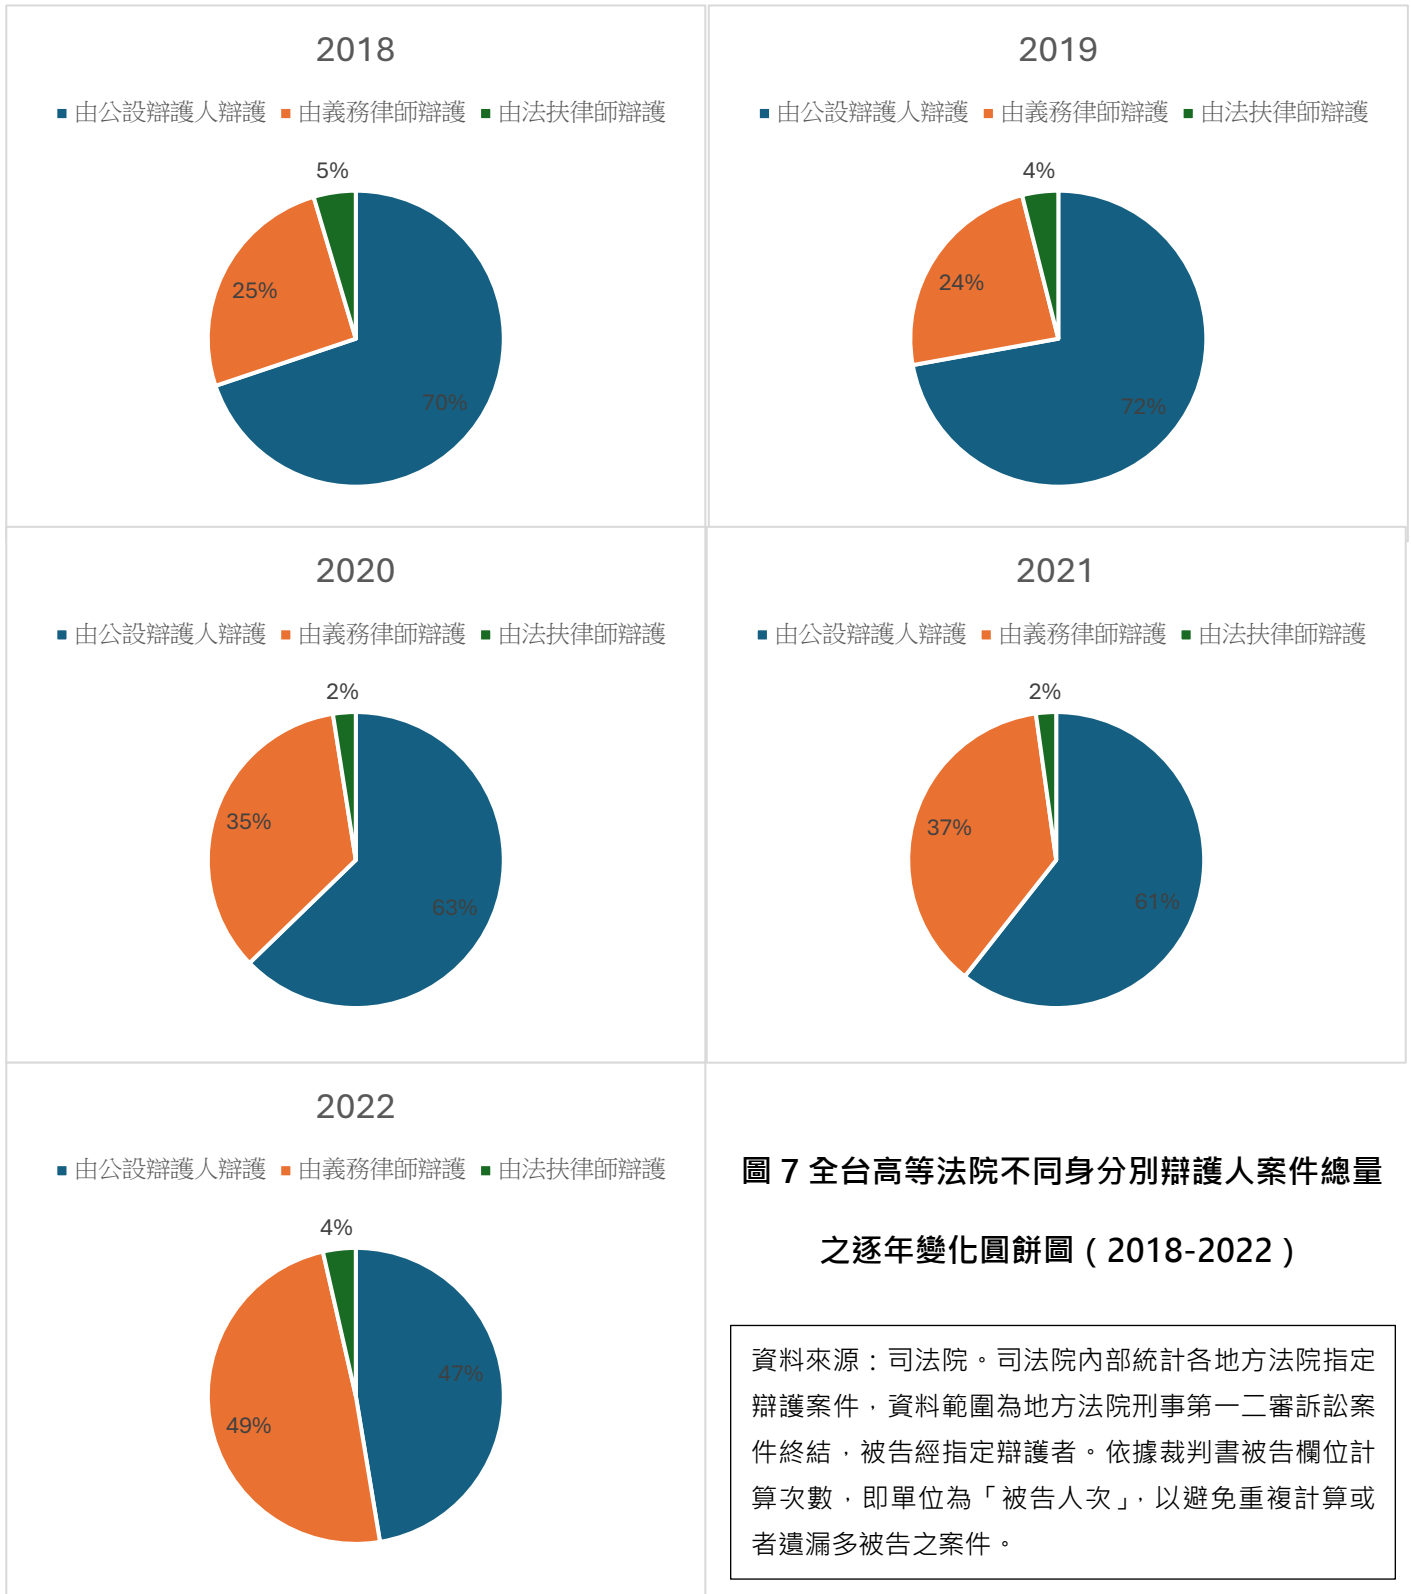 2018
由公設辯護人辯護 由義務律師辯護 由法扶律師辯護
5%
25%
70%
2019
由公設辯護人辯護 由義務律師辯護 由法扶律師辯護
4%
24%
72%
2020
由公設辯護人辯護 由義務律師辯護 由法扶律師辯護
2%
35%
63%
2021
由公設辯護人辯護 由義務律師辯護 由法扶律師辯護
2%
37%
61%
2022
由公設辯護人辯護 由義務律師辯護 由法扶律師辯護
4%
47%
49%
圖 7 全台高等法院不同身分別辯護人案件總量
之逐年變化圓餅圖（2018-2022）
資料來源：司法院。司法院內部統計各地方法院指定
辯護案件，資料範圍為地方法院刑事第一二審訴訟案
件終結，被告經指定辯護者。依據裁判書被告欄位計
算次數，即單位為「被告人次」，以避免重複計算或
者遺漏多被告之案件。